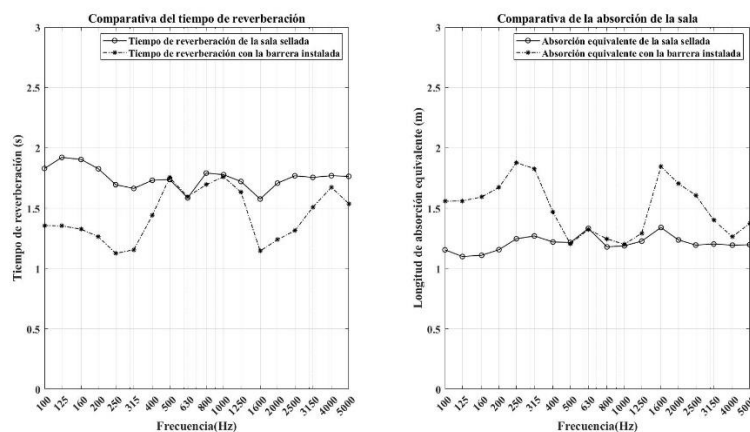 Comparativa del tiempo de reverberación
Tiempo de reverberación de la sala sellada
Tiempo de reverberación con la barrera instalada
Tiempo de reverberación (s)
3
2.5
2
1.5
1
0.5
0
100 125 160 200 250 315 400 500 630 800 1000 1250 1600 2000 2500 3150 4000 5000
Frecuencia(Hz)
Comparativa de la absorción de la sala
Absorción equivalente de la sala sellada
Absorción equivalente con la barrera instalada
Longitud de absorción equivalente (m)
3
2.5
2
1.5
1
0.5
0
100 125 160 200 250 315 400 500 630 800 1000 1250 1600 2000 2500 3150 4000 5000
Frecuencia(Hz)